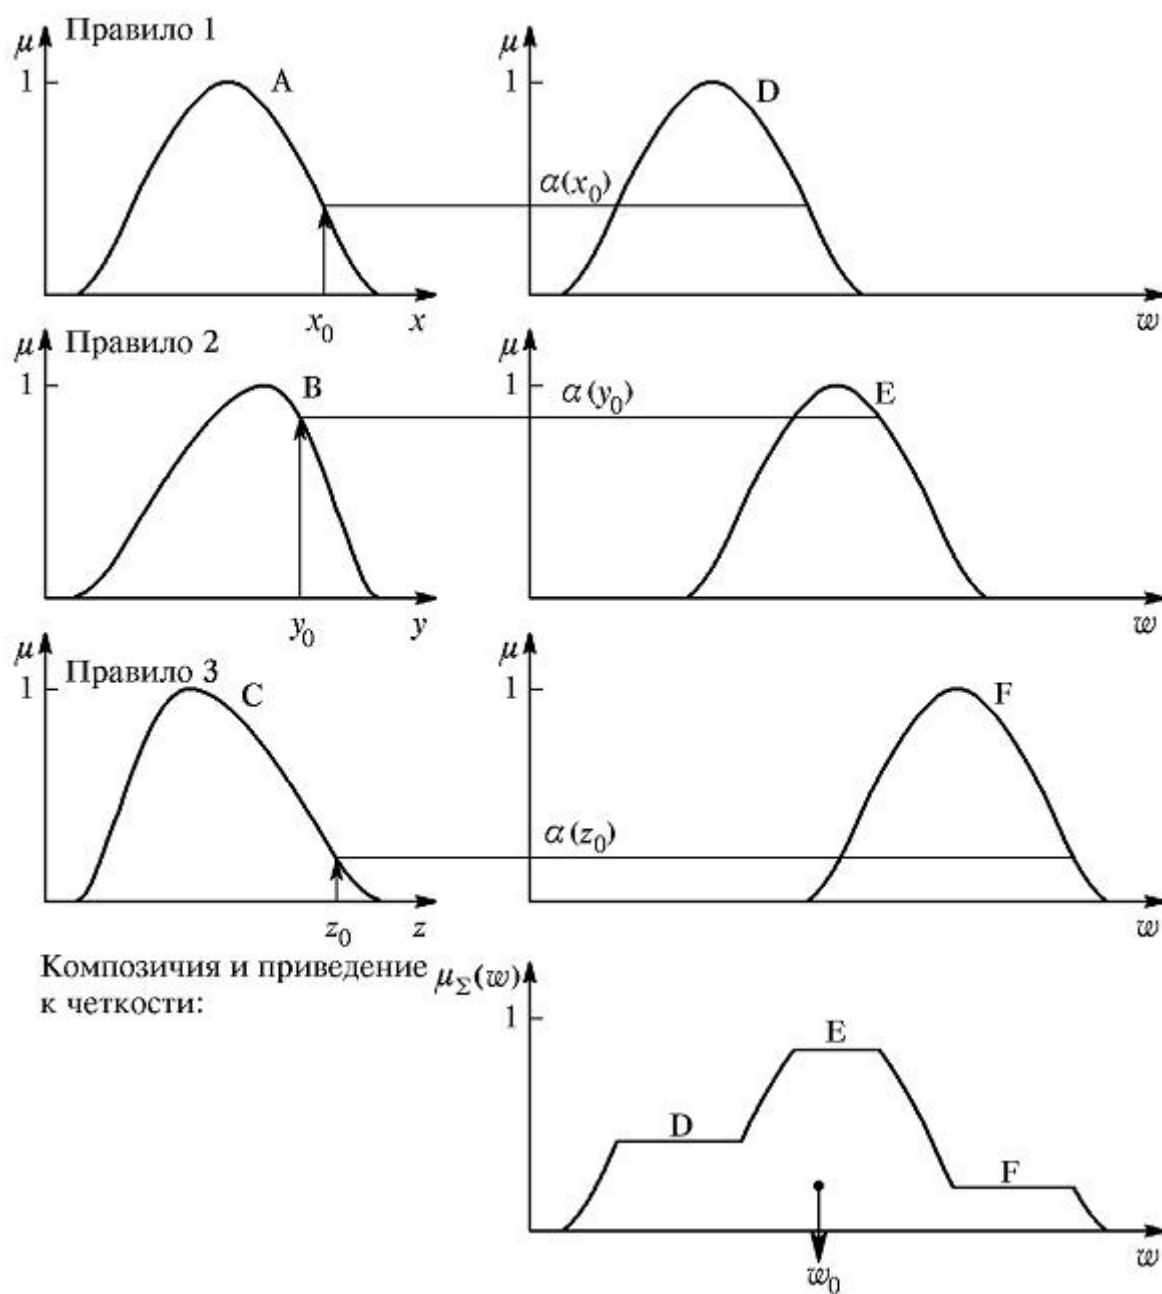 μ Правило 1
1
A
x₀ x
μ
1
D
α(x₀)
w
μ Правило 2
1
B
y₀ y
μ
1
E
α(y₀)
w
μ Правило 3
1
C
z₀ z
μ
1
F
α(z₀)
w
Композичия и приведение
к четкости:
μ_Σ(w)
1
E
D
F
w₀
w